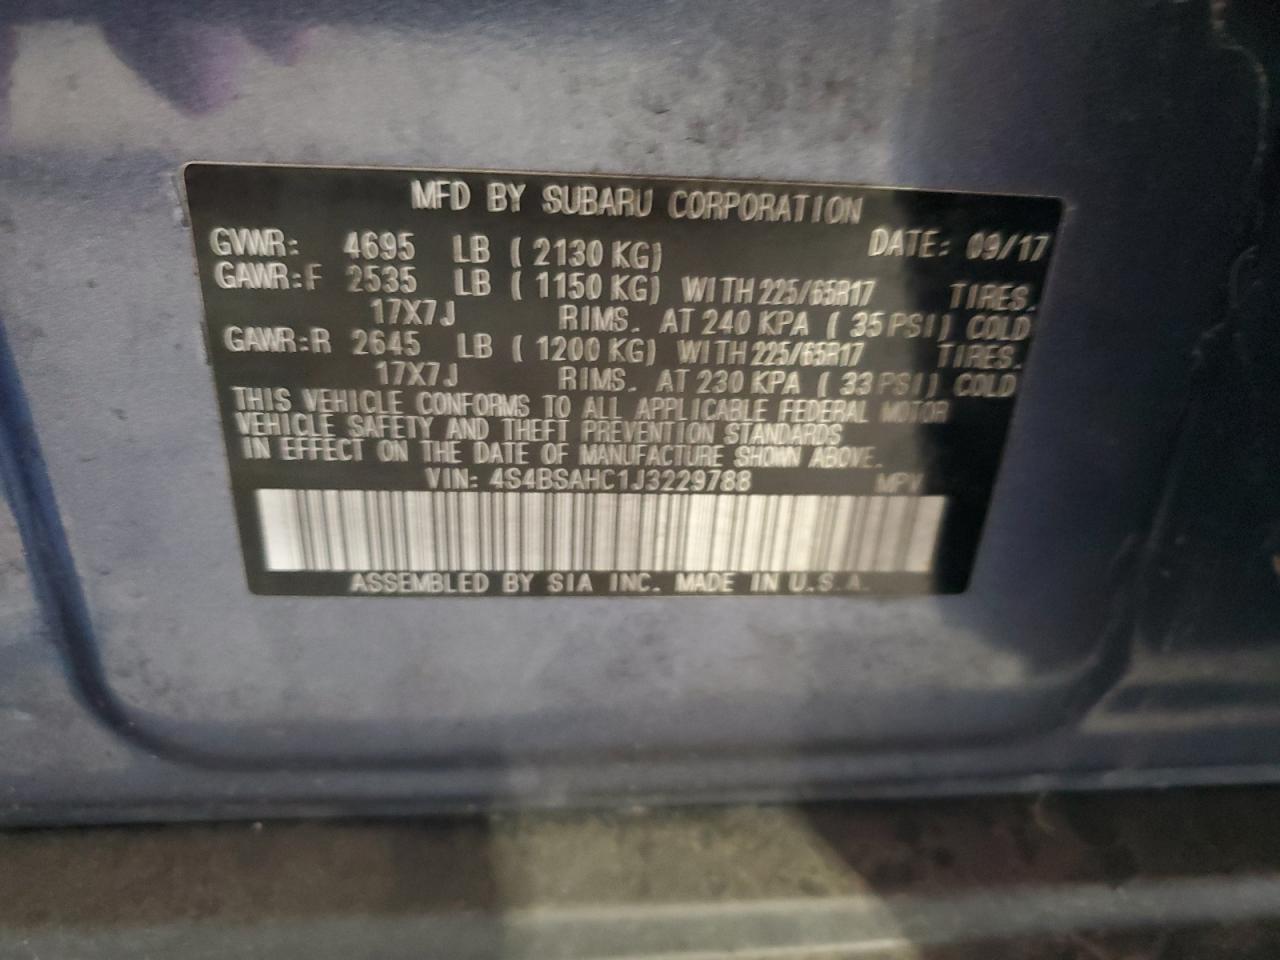 MFD BY SUBARU CORPORATION
GVWR: 4695 LB ( 2130 KG) DATE: 09/17
GAWR:F 2535 LB ( 1150 KG) WITH 225/65R17 TIRES.
17X7J RIMS. AT 240 KPA ( 35 PSI) COLD
GAWR:R 2645 LB ( 1200 KG) WITH 225/65R17 TIRES.
17X7J RIMS. AT 230 KPA ( 33 PSI) COLD
THIS VEHICLE CONFORMS TO ALL APPLICABLE FEDERAL MOTOR
VEHICLE SAFETY AND THEFT PREVENTION STANDARDS
IN EFFECT ON THE DATE OF MANUFACTURE SHOWN ABOVE.
VIN: 4S4BSAHC1J3229788 MPV
ASSEMBLED BY SIA INC. MADE IN U.S.A.